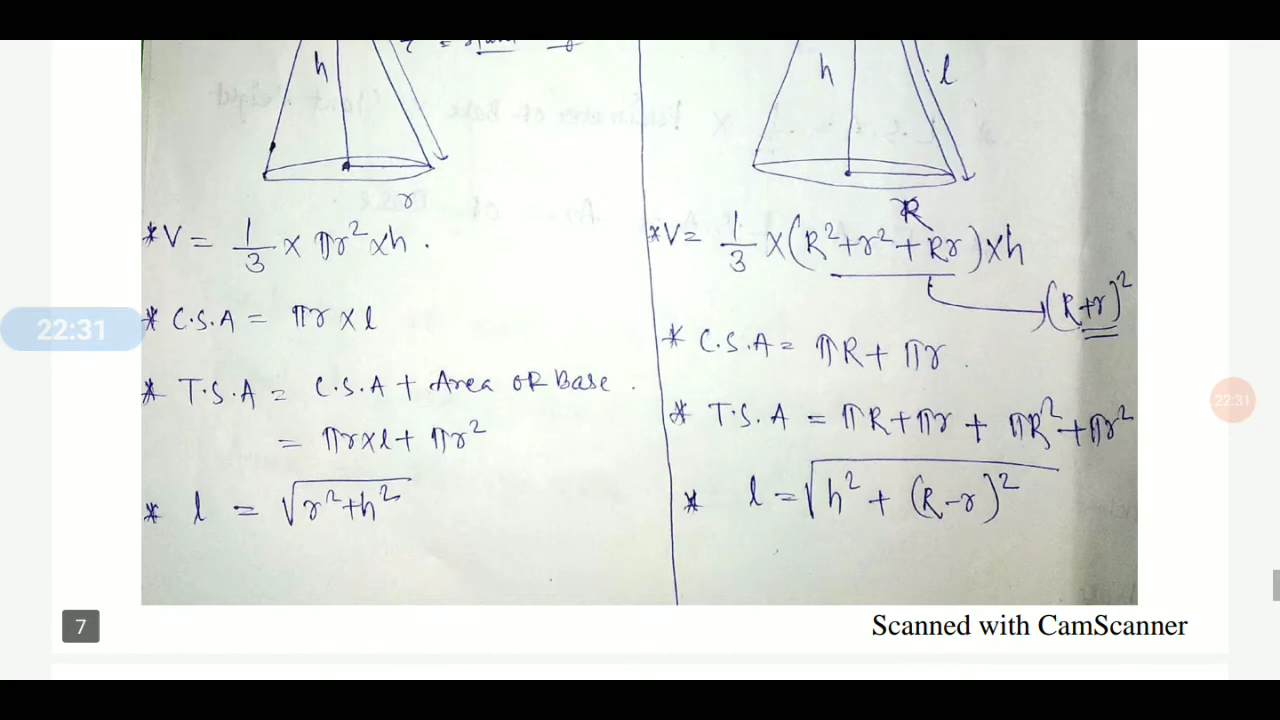 h
r
*V = 1/3 × πr² × h.
* C.S.A = πr × l
* T.S.A = C.S.A + Area OR Base.
= πr×l + πr²
* l = √(r²+h²)
h
l
R
*V = 1/3 × (R²+r²+Rr) × h
(R+r)²
* C.S.A = πR + πr.
* T.S.A = πR+πr + πR²+πr²
* l = √(h² + (R-r)²)
22:31
22:31
7
Scanned with CamScanner